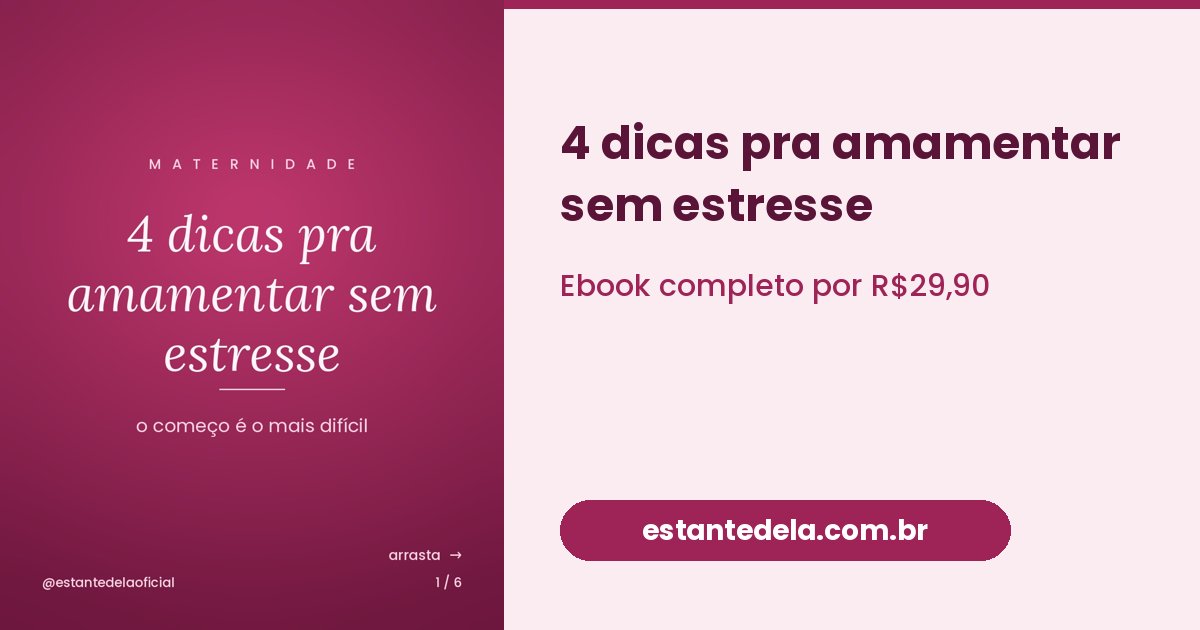 MATERNIDADE
4 dicas pra
amamentar sem
estresse
o começo é o mais difícil
arrasta →
@estantedelaoficial
1 / 6
4 dicas pra amamentar
sem estresse
Ebook completo por R$29,90
estantedela.com.br